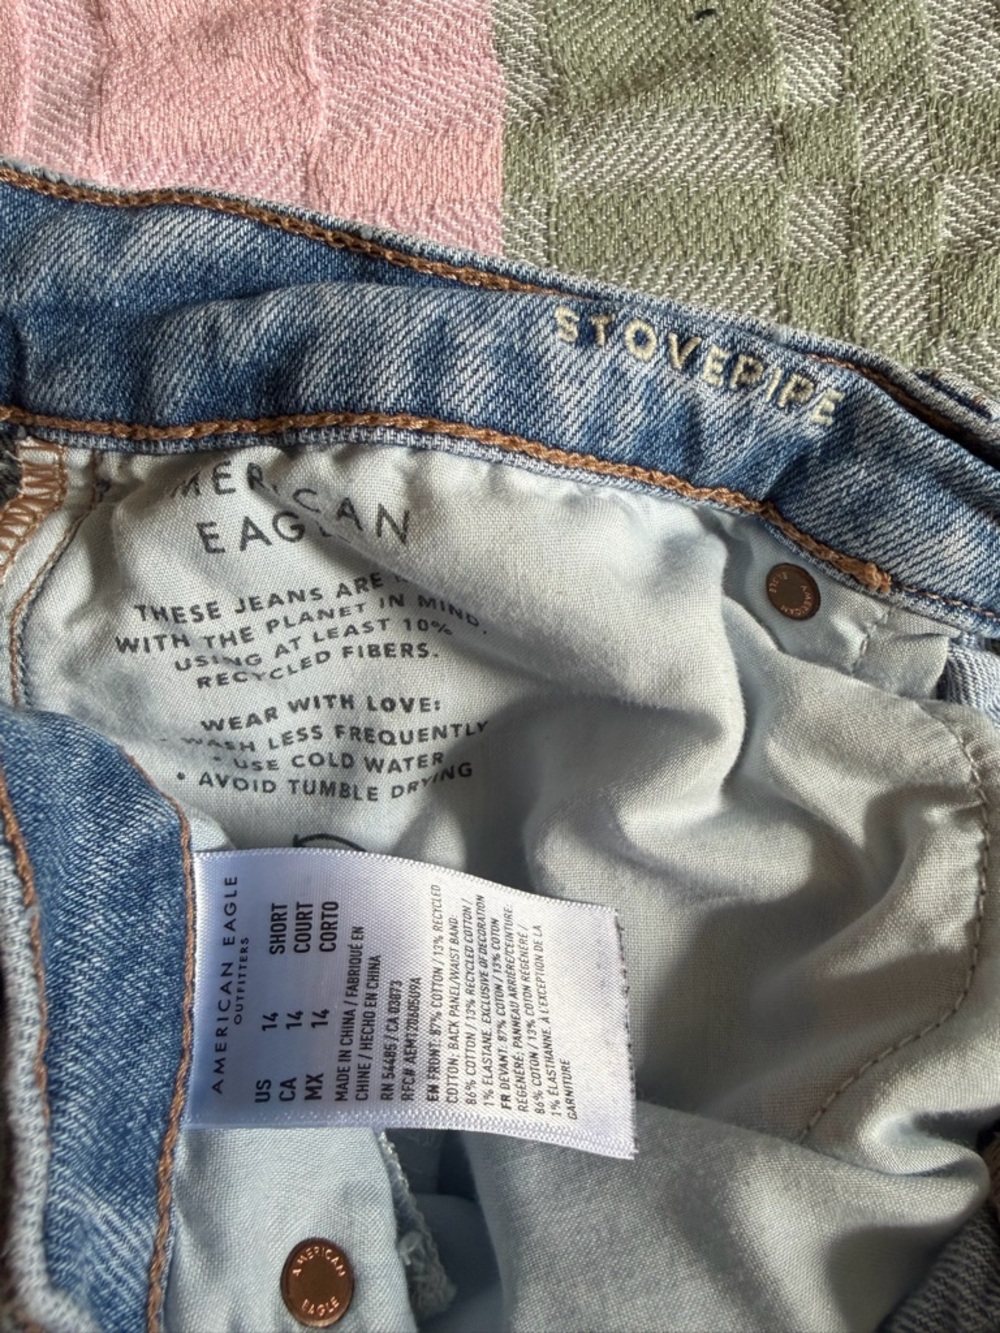 STOVEPIPE
AMERICAN
EAGLE
THESE JEANS ARE
WITH THE PLANET IN MIND,
USING AT LEAST 10%
RECYCLED FIBERS.
WEAR WITH LOVE:
• WASH LESS FREQUENTLY
• USE COLD WATER
• AVOID TUMBLE DRYING
AMERICAN
EAGLE
AMERICAN EAGLE
OUTFITTERS
US 14 SHORT
CA 14 COURT
MX 14 CORTO
MADE IN CHINA / FABRIQUÉ EN
CHINE / HECHO EN CHINA
RN 54485 / CA 03873
RFC# AEM1206056W9A
EN FRONT: 87% COTTON / 13% RECYCLED
COTTON; BACK PANEL/WAIST BAND:
86% COTTON / 13% RECYCLED COTTON /
1% ELASTANE. EXCLUSIVE OF DECORATION
FR DEVANT: 87% COTON / 13% COTON
RÉGÉNÉRÉ; PANNEAU ARRIÈRE/CEINTURE:
86% COTON / 13% COTON RÉGÉNÉRÉ /
1% ÉLASTHANNE. À L'EXCEPTION DE LA
GARNITURE
AMERICAN
EAGLE